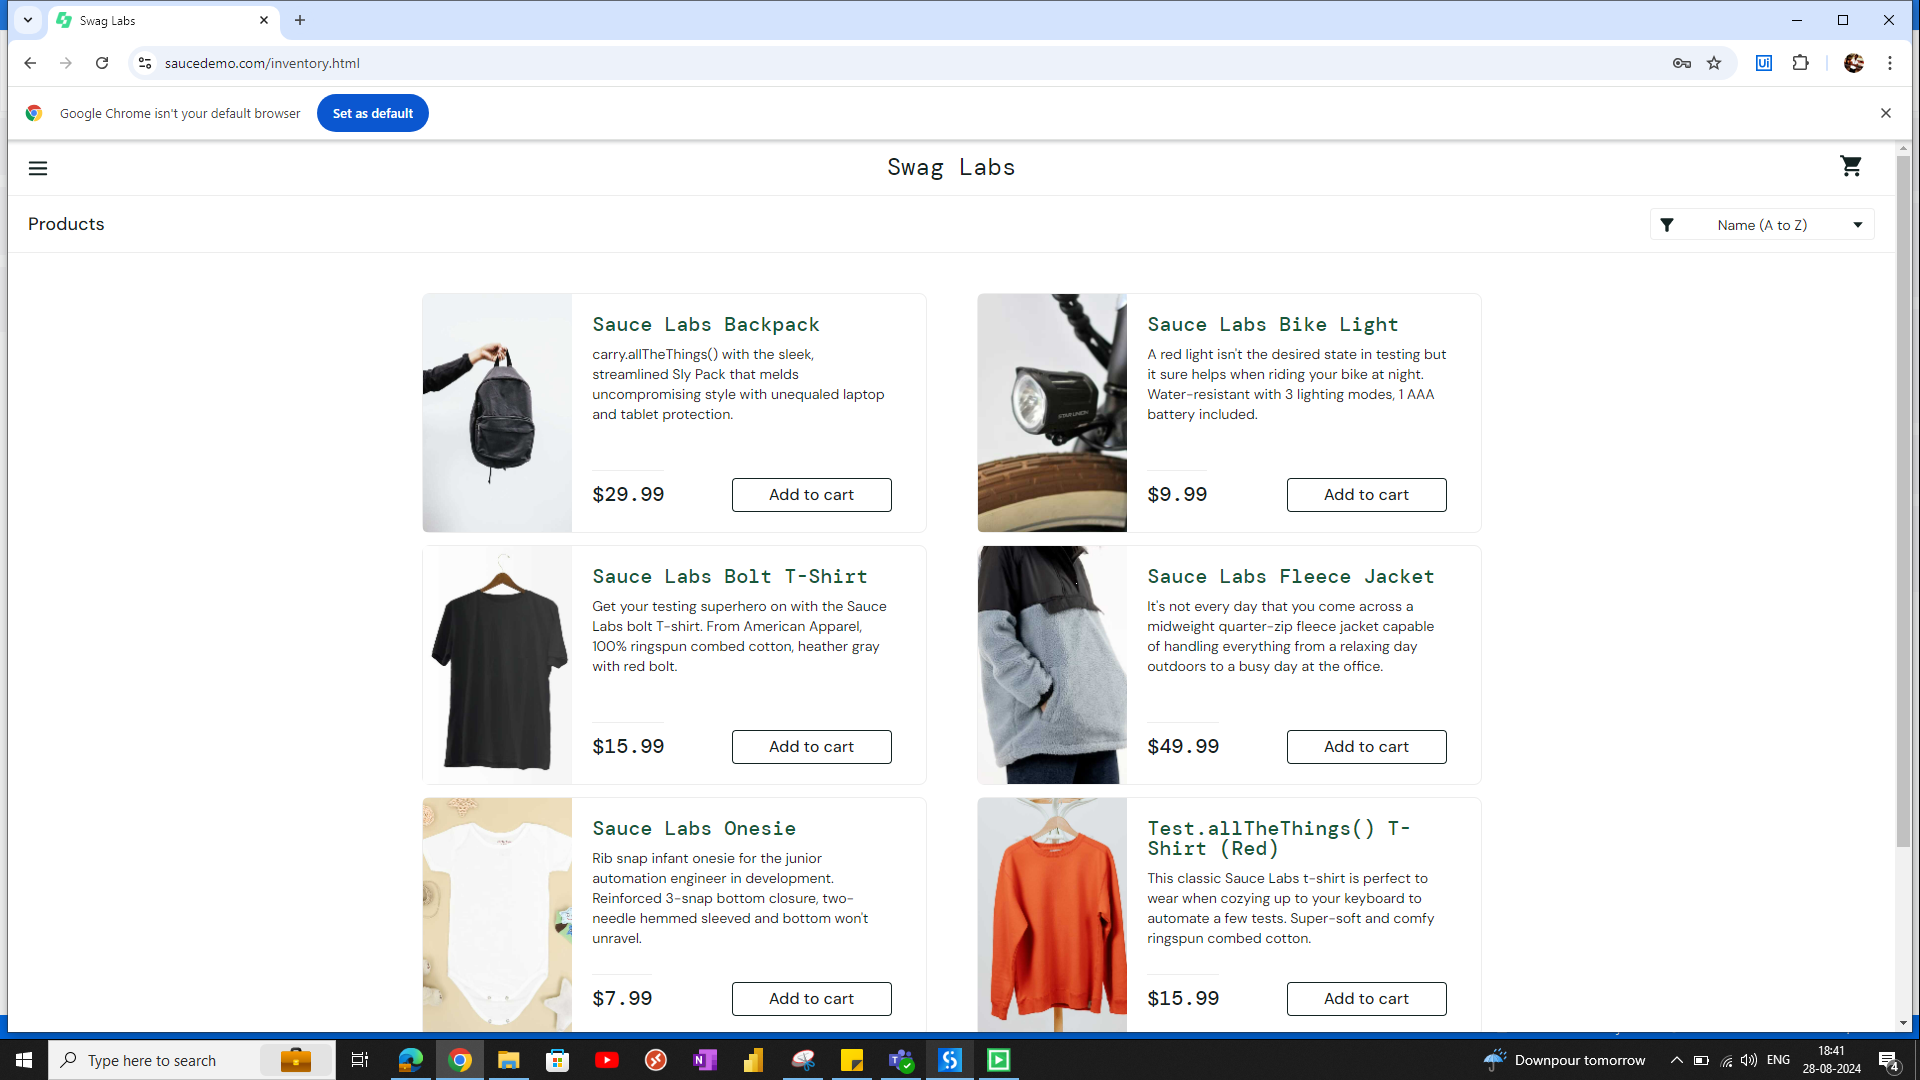 Swag Labs
saucedemo.com/inventory.html
Google Chrome isn't your default browser
Set as default
Swag Labs
Products
Name (A to Z)
Sauce Labs Backpack
carry.allTheThings() with the sleek,
streamlined Sly Pack that melds
uncompromising style with unequaled laptop
and tablet protection.
$29.99
Add to cart
Sauce Labs Bike Light
A red light isn't the desired state in testing but
it sure helps when riding your bike at night.
Water-resistant with 3 lighting modes, 1 AAA
battery included.
$9.99
Add to cart
STAR UNION
Sauce Labs Bolt T-Shirt
Get your testing superhero on with the Sauce
Labs bolt T-shirt. From American Apparel,
100% ringspun combed cotton, heather gray
with red bolt.
$15.99
Add to cart
Sauce Labs Fleece Jacket
It's not every day that you come across a
midweight quarter-zip fleece jacket capable
of handling everything from a relaxing day
outdoors to a busy day at the office.
$49.99
Add to cart
Sauce Labs Onesie
Rib snap infant onesie for the junior
automation engineer in development.
Reinforced 3-snap bottom closure, two-
needle hemmed sleeved and bottom won't
unravel.
$7.99
Add to cart
Test.allTheThings() T-
Shirt (Red)
This classic Sauce Labs t-shirt is perfect to
wear when cozying up to your keyboard to
automate a few tests. Super-soft and comfy
ringspun combed cotton.
$15.99
Add to cart
Type here to search
Downpour tomorrow
ENG
18:41
28-08-2024
4